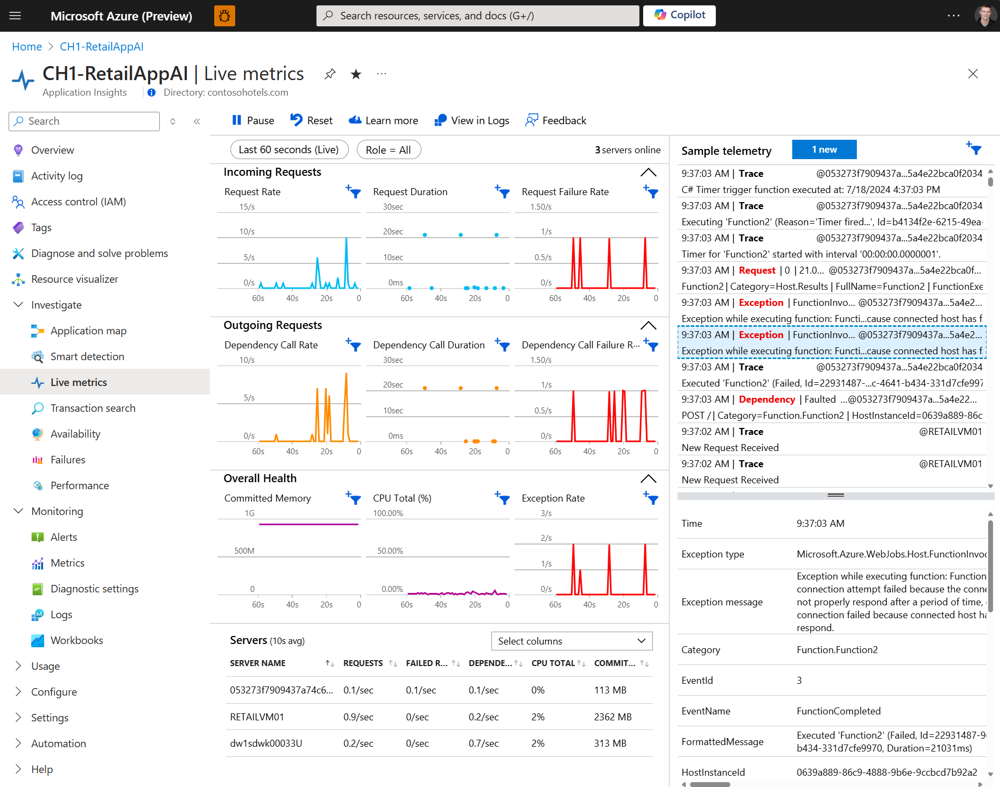 Microsoft Azure (Preview)
Search resources, services, and docs (G+/)
Copilot
Home > CH1-RetailAppAI
CH1-RetailAppAI | Live metrics
Application Insights
Directory: contosohotels.com
Search
Overview
Activity log
Access control (IAM)
Tags
Diagnose and solve problems
Resource visualizer
Investigate
Application map
Smart detection
Live metrics
Transaction search
Availability
Failures
Performance
Monitoring
Alerts
Metrics
Diagnostic settings
Logs
Workbooks
Usage
Configure
Settings
Automation
Help
Pause
Reset
Learn more
View in Logs
Feedback
Last 60 seconds (Live)
Role = All
3 servers online
Incoming Requests
Request Rate
15/s
10/s
5/s
0/s
60s 40s 20s 0
Request Duration
30sec
20sec
10sec
0ms
60s 40s 20s 0
Request Failure Rate
1.50/s
1/s
0.5/s
0/s
60s 40s 20s 0
Outgoing Requests
Dependency Call Rate
10/s
5/s
0/s
60s 40s 20s 0
Dependency Call Duration
30sec
20sec
10sec
0ms
60s 40s 20s 0
Dependency Call Failure R...
1.50/s
1/s
0.5/s
0/s
60s 40s 20s 0
Overall Health
Committed Memory
1G
500M
0
60s 40s 20s 0
CPU Total (%)
100.00%
50.00%
0.00%
60s 40s 20s 0
Exception Rate
3/s
2/s
1/s
0/s
60s 40s 20s 0
Servers (10s avg)
Select columns
SERVER NAME REQUESTS FAILED R... DEPENDE... CPU TOTAL COMMIT...
053273f7909437a74c6... 0.1/sec 0.1/sec 0.1/sec 0% 113 MB
RETAILVM01 0.9/sec 0/sec 0.2/sec 2% 2362 MB
dw1sdwk00033U 0.2/sec 0/sec 0.7/sec 2% 313 MB
Sample telemetry
1 new
9:37:03 AM | Trace @053273f7909437a...5a4e22bca0f2034
C# Timer trigger function executed at: 7/18/2024 4:37:03 PM
9:37:03 AM | Trace @053273f7909437a...5a4e22bca0f2034
Executing 'Function2' (Reason='Timer fired...', Id=b4134f2e-6215-49ea-
9:37:03 AM | Trace @053273f7909437a...5a4e22bca0f2034
Timer for 'Function2' started with interval '00:00:00.0000001'.
9:37:03 AM | Request | 0 | 21.0... @053273f7909437a...5a4e22bca0f...
Function2 | Category=Host.Results | FullName=Function2 | FunctionExe
9:37:03 AM | Exception | FunctionInvo... @053273f7909437a...5a4e2...
Exception while executing function: Functi...cause connected host has f
9:37:03 AM | Exception | FunctionInvo... @053273f7909437a...5a4e2...
Exception while executing function: Functi...cause connected host has f
9:37:03 AM | Trace @053273f7909437a...5a4e22bca0f2034
Executed 'Function2' (Failed, Id=22931487-...c-4641-b434-331d7cfe997
9:37:03 AM | Dependency | Faulted ...@053273f7909437a...5a4e22...
POST / | Category=Function.Function2 | HostInstanceId=0639a889-86c
9:37:02 AM | Trace @RETAILVM01
New Request Received
9:37:02 AM | Trace @RETAILVM01
New Request Received
Time 9:37:03 AM
Exception type Microsoft.Azure.WebJobs.Host.FunctionInvoc
Exception message
Exception while executing function: Function
connection attempt failed because the conne
not properly respond after a period of time,
connection failed because connected host ha
respond.
Category Function.Function2
EventId 3
EventName FunctionCompleted
FormattedMessage
Executed 'Function2' (Failed, Id=22931487-9
b434-331d7cfe9970, Duration=21031ms)
HostInstanceId 0639a889-86c9-4888-9b6e-9ccbcd7b92a2